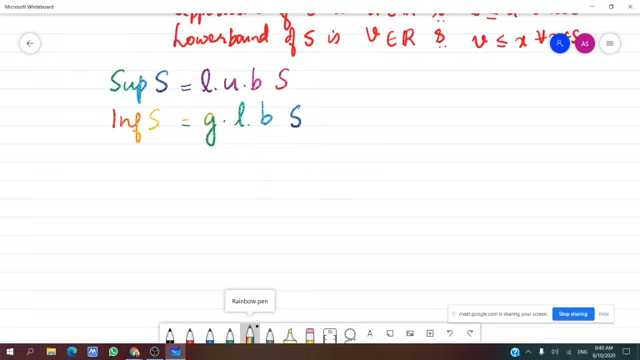 Microsoft Whiteboard
Lowerbound of S is v ∈ R ∋: v ≤ x ∀ x ∈ S
AS
Sup S = l.u.b S
Inf S = g.l.b S
Rainbow pen
meet.google.com is sharing your screen. Stop sharing Hide
ENG 8:40 AM 8/10/2020